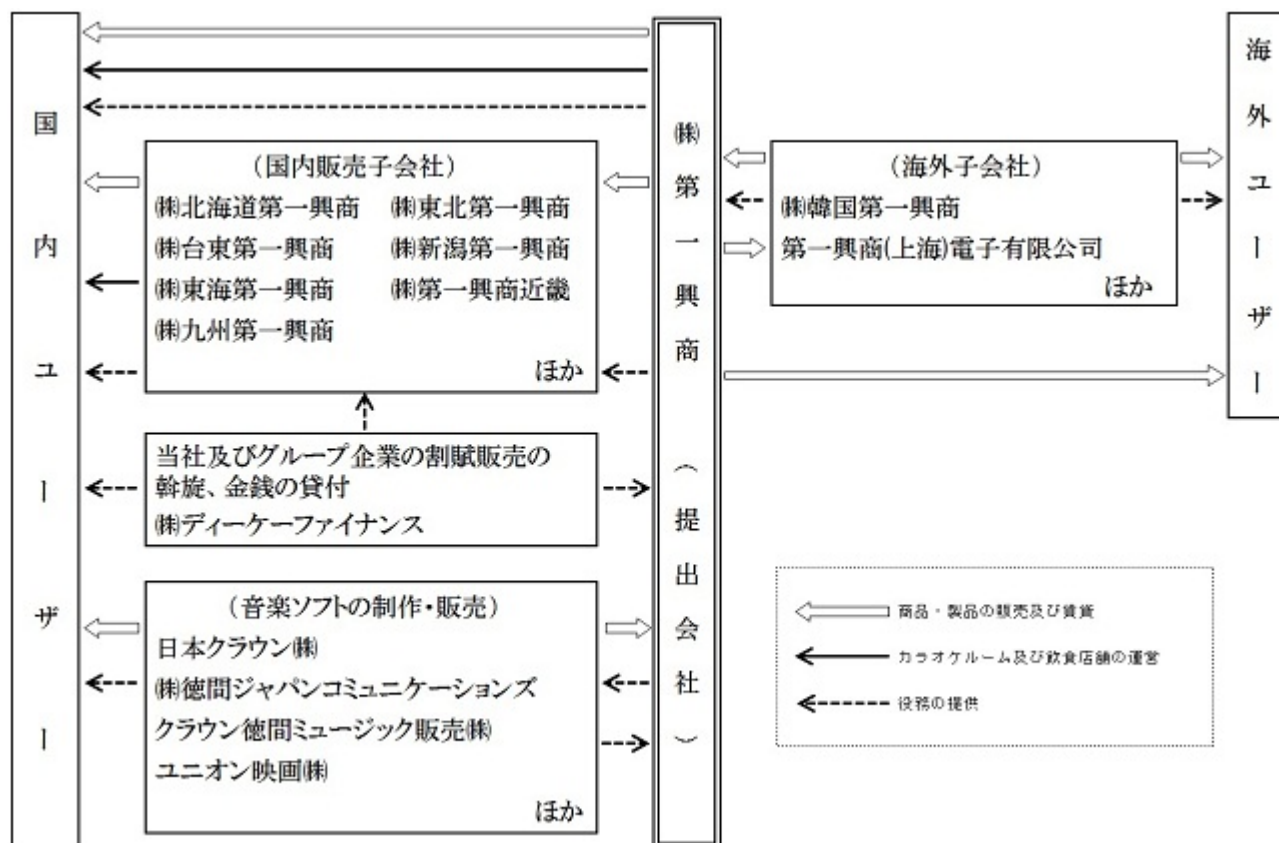 国内ユーザー
(国内販売子会社)
㈱北海道第一興商 ㈱東北第一興商
㈱台東第一興商 ㈱新潟第一興商
㈱東海第一興商 ㈱第一興商近畿
㈱九州第一興商
ほか
当社及びグループ企業の割賦販売の
斡旋、金銭の貸付
㈱ディーケーファイナンス
(音楽ソフトの制作・販売)
日本クラウン㈱
㈱徳間ジャパンコミュニケーションズ
クラウン徳間ミュージック販売㈱
ユニオン映画㈱
ほか
㈱第一興商(提出会社)
(海外子会社)
㈱韓国第一興商
第一興商(上海)電子有限公司
ほか
海外ユーザー
商品・製品の販売及び賃貸
カラオケルーム及び飲食店舗の運営
役務の提供